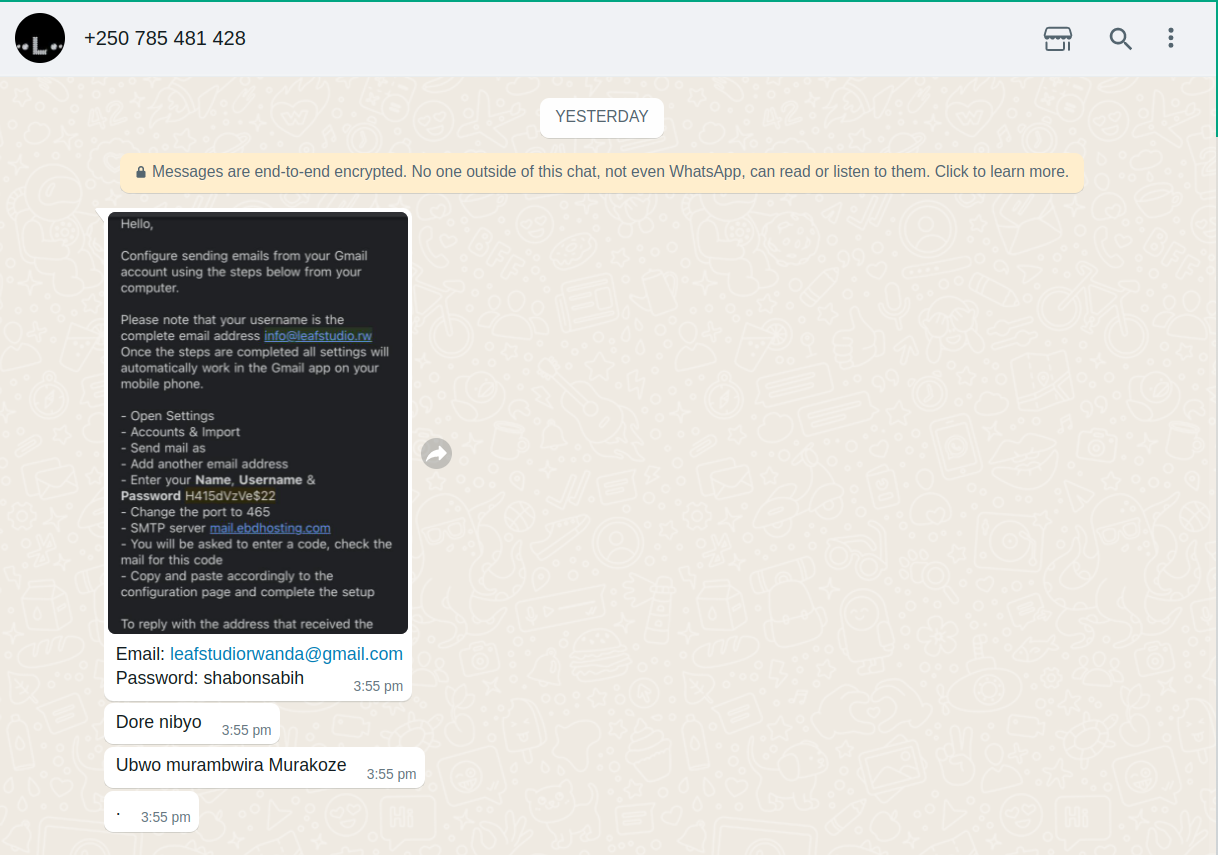 .L.
+250 785 481 428
YESTERDAY
Messages are end-to-end encrypted. No one outside of this chat, not even WhatsApp, can read or listen to them. Click to learn more.
Hello,
Configure sending emails from your Gmail
account using the steps below from your
computer.
Please note that your username is the
complete email address info@leafstudio.rw
Once the steps are completed all settings will
automatically work in the Gmail app on your
mobile phone.
- Open Settings
- Accounts & Import
- Send mail as
- Add another email address
- Enter your Name, Username &
Password H415dVzVe$22
- Change the port to 465
- SMTP server mail.ebdhosting.com
- You will be asked to enter a code, check the
mail for this code
- Copy and paste accordingly to the
configuration page and complete the setup
To reply with the address that received the
Email: leafstudiorwanda@gmail.com
Password: shabonsabih
3:55 pm
Dore nibyo 3:55 pm
Ubwo murambwira Murakoze 3:55 pm
. 3:55 pm